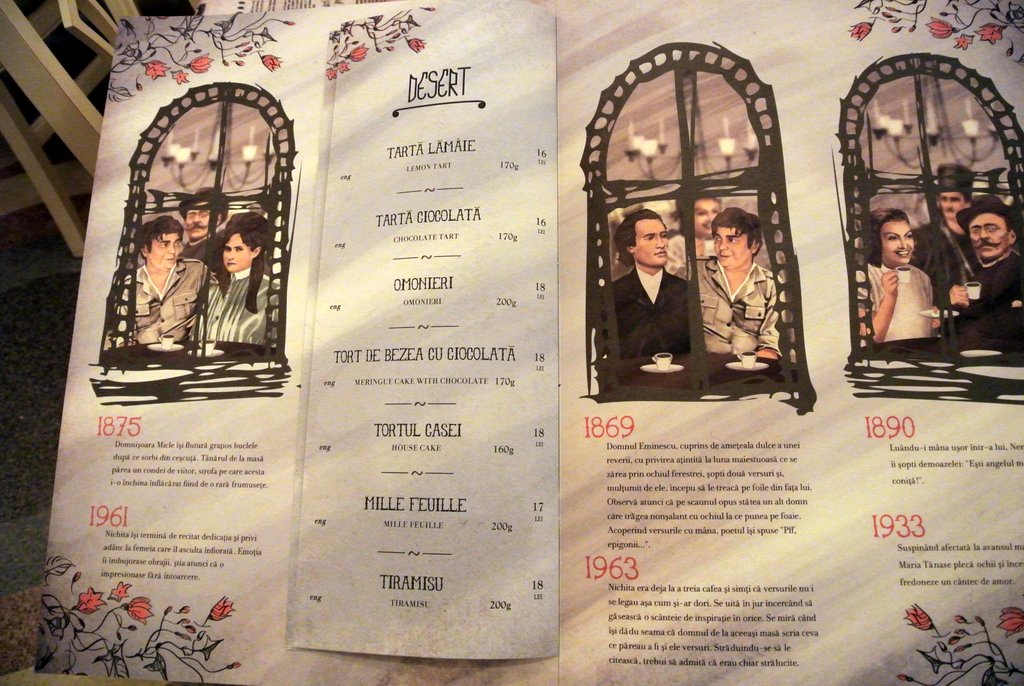 DESERT
TARTĂ LĂMÂIE
eng LEMON TART 170g 16 LEI
TARTĂ CIOCOLATĂ
eng CHOCOLATE TART 170g 16 LEI
OMONIERI
eng OMONIERI 200g 18 LEI
TORT DE BEZEA CU CIOCOLATĂ
eng MERINGUE CAKE WITH CHOCOLATE 170g 18 LEI
TORTUL CASEI
eng HOUSE CAKE 160g 18 LEI
MILLE FEUILLE
eng MILLE FEUILLE 200g 17 LEI
TIRAMISU
eng TIRAMISU 200g 18 LEI
1875
Domnișoara Micle își flutură grațios buclele
după ce sorbi din ceșcuță. Tânărul de la masă
părea un condei de viitor, strofa pe care acesta
i-o închina înflăcărat fiind de o rară frumusețe.
1961
Nichita își termină de recitat dedicația și privi
adânc la femeia care îl asculta înfiorată. Emoția
îi îmbujorase obrajii, știa atunci că o
impresionase fără întoarcere.
1869
Domnul Eminescu, cuprins de amețeala dulce a unei
reverii, cu privirea ațintită la luna maiestuoasă ce se
zărea prin ochiul ferestrei, șopti două versuri și,
mulțumit de ele, începu să le treacă pe foile din fața lui.
Observă atunci că pe scaunul opus stătea un alt domn
care trăgea nonșalant cu ochiul la ce punea pe foaie.
Acoperind versurile cu mâna, poetul își spuse "Pff,
epigonii...".
1963
Nichita era deja la a treia cafea și simți că versurile nu i
se legau așa cum și-ar dori. Se uită în jur încercând să
găsească o scânteie de inspirație în orice. Se miră când
își dădu seama că domnul de la aceeași masă scria ceva
ce păreau a fi și ele versuri. Străduindu-se să le
citească, trebui să admită că erau chiar strălucite.
1890
Luându-i mâna ușor într-a lui,
îi șopti demoazelei: "Ești angelul
coniță!".
1933
Suspinând afectată la avansul
Maria Tănase plecă ochii și
fredoneze un cântec de amor.